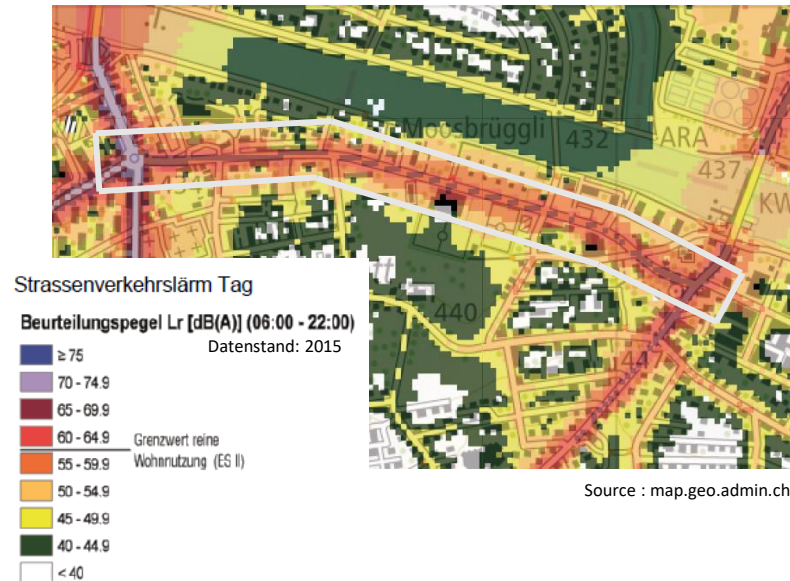 Moosbrüggli
432
ARA
437
KW
440
44
Strassenverkehrslärm Tag
Beurteilungspegel Lr [dB(A)] (06:00 - 22:00)
Datenstand: 2015
≥ 75
70 - 74.9
65 - 69.9
60 - 64.9
Grenzwert reine
Wohnnutzung (ES II)
55 - 59.9
50 - 54.9
45 - 49.9
40 - 44.9
< 40
Source : map.geo.admin.ch